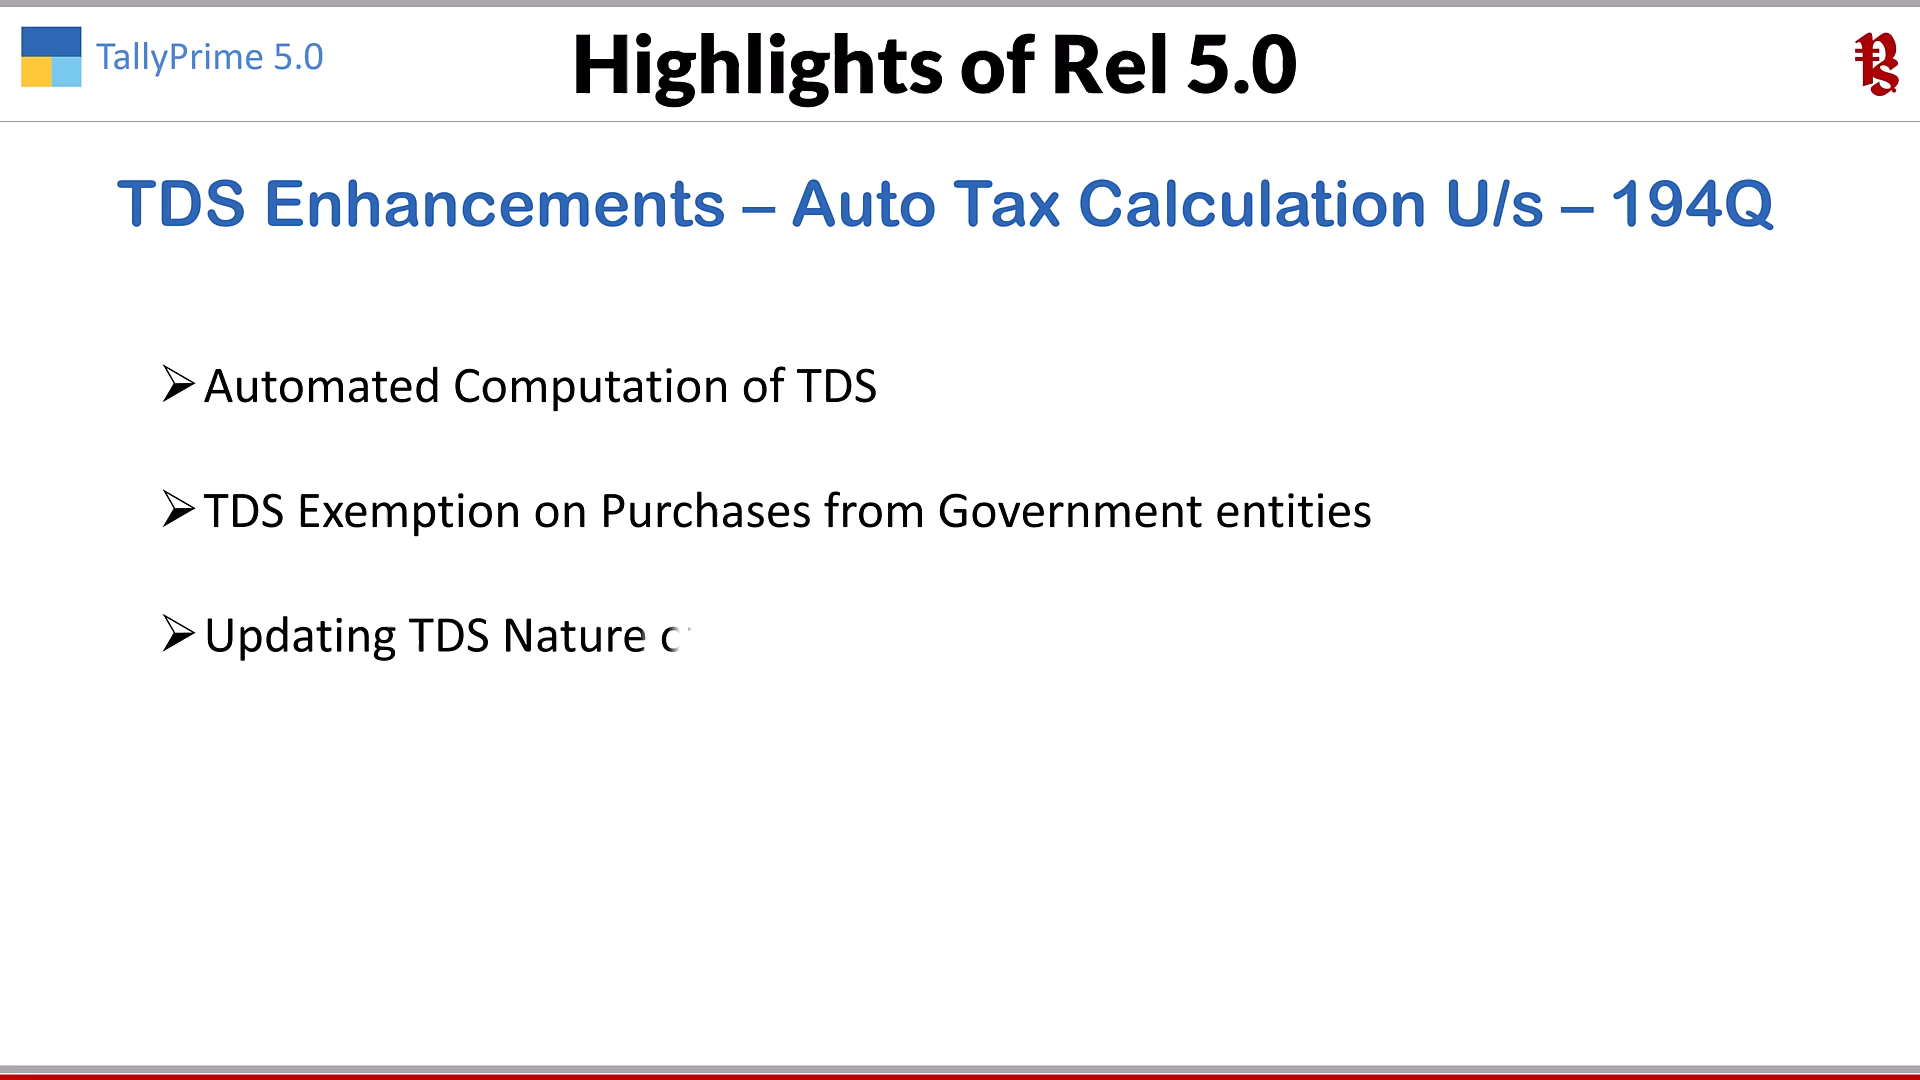 TallyPrime 5.0
Highlights of Rel 5.0
TDS Enhancements – Auto Tax Calculation U/s – 194Q
Automated Computation of TDS
TDS Exemption on Purchases from Government entities
Updating TDS Nature